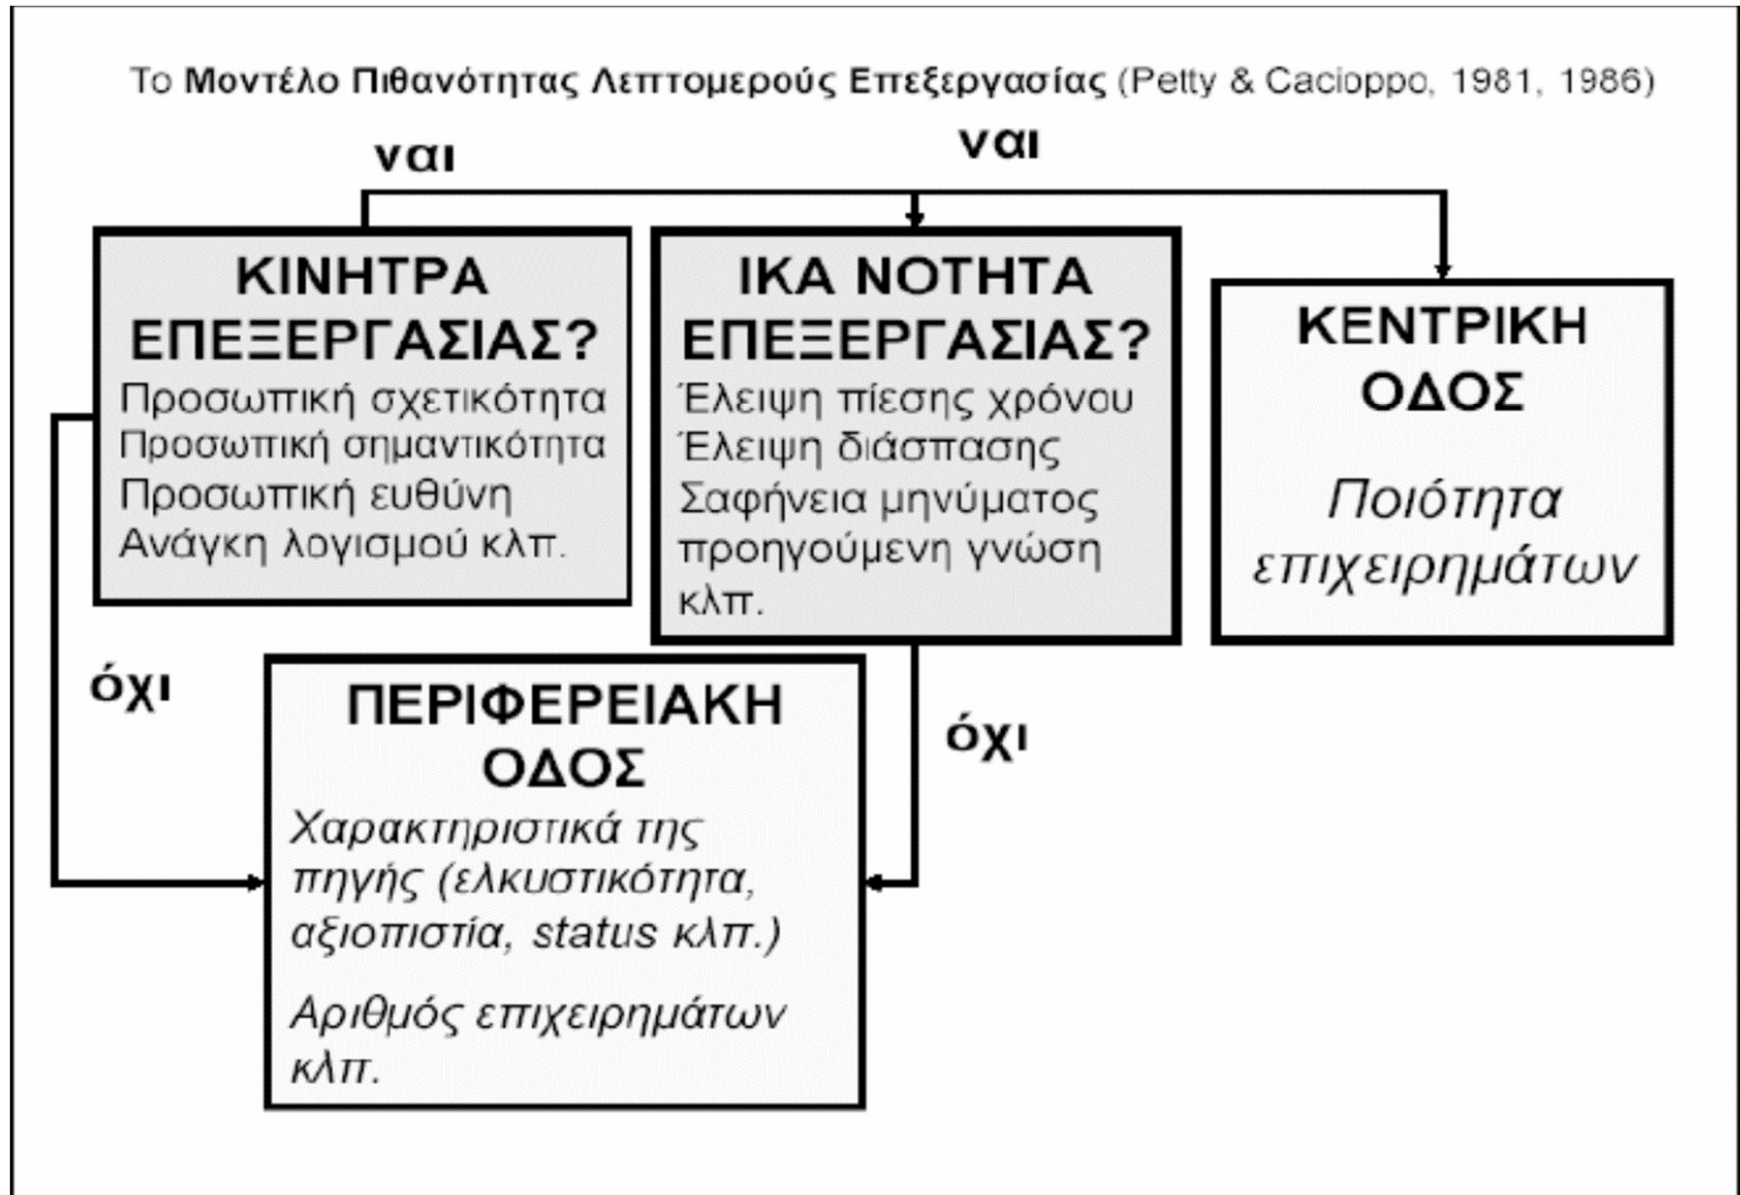 Το Μοντέλο Πιθανότητας Λεπτομερούς Επεξεργασίας (Petty & Cacioppo, 1981, 1986)
ναι
ναι
ΚΙΝΗΤΡΑ
ΕΠΕΞΕΡΓΑΣΙΑΣ?
Προσωπική σχετικότητα
Προσωπική σημαντικότητα
Προσωπική ευθύνη
Ανάγκη λογισμού κλπ.
ΙΚΑ ΝΟΤΗΤΑ
ΕΠΕΞΕΡΓΑΣΙΑΣ?
Έλειψη πίεσης χρόνου
Έλειψη διάσπασης
Σαφήνεια μηνύματος
προηγούμενη γνώση
κλπ.
ΚΕΝΤΡΙΚΗ
ΟΔΟΣ
Ποιότητα
επιχειρημάτων
όχι
όχι
ΠΕΡΙΦΕΡΕΙΑΚΗ
ΟΔΟΣ
Χαρακτηριστικά της
πηγής (ελκυστικότητα,
αξιοπιστία, status κλπ.)
Αριθμός επιχειρημάτων
κλπ.